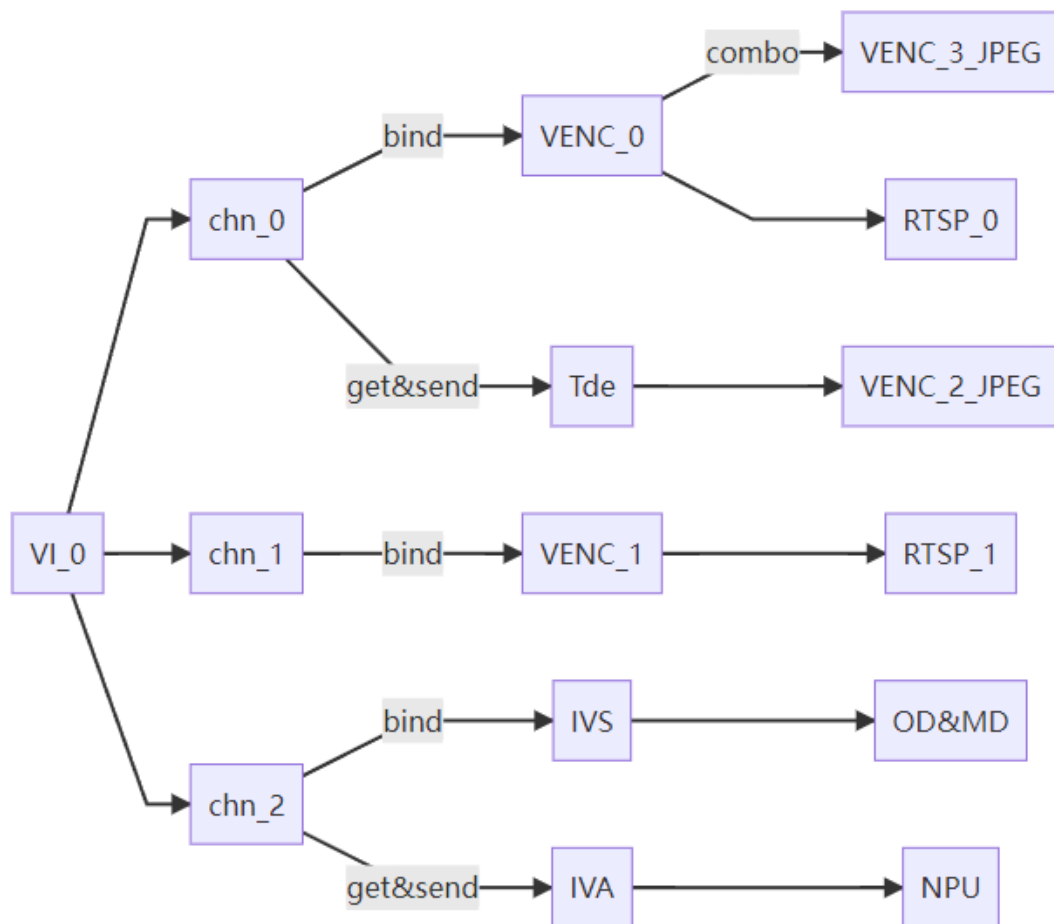 combo
VENC_3_JPEG
bind
VENC_0
chn_0
RTSP_0
get&send
Tde
VENC_2_JPEG
VI_0
chn_1
bind
VENC_1
RTSP_1
bind
IVS
OD&MD
chn_2
get&send
IVA
NPU